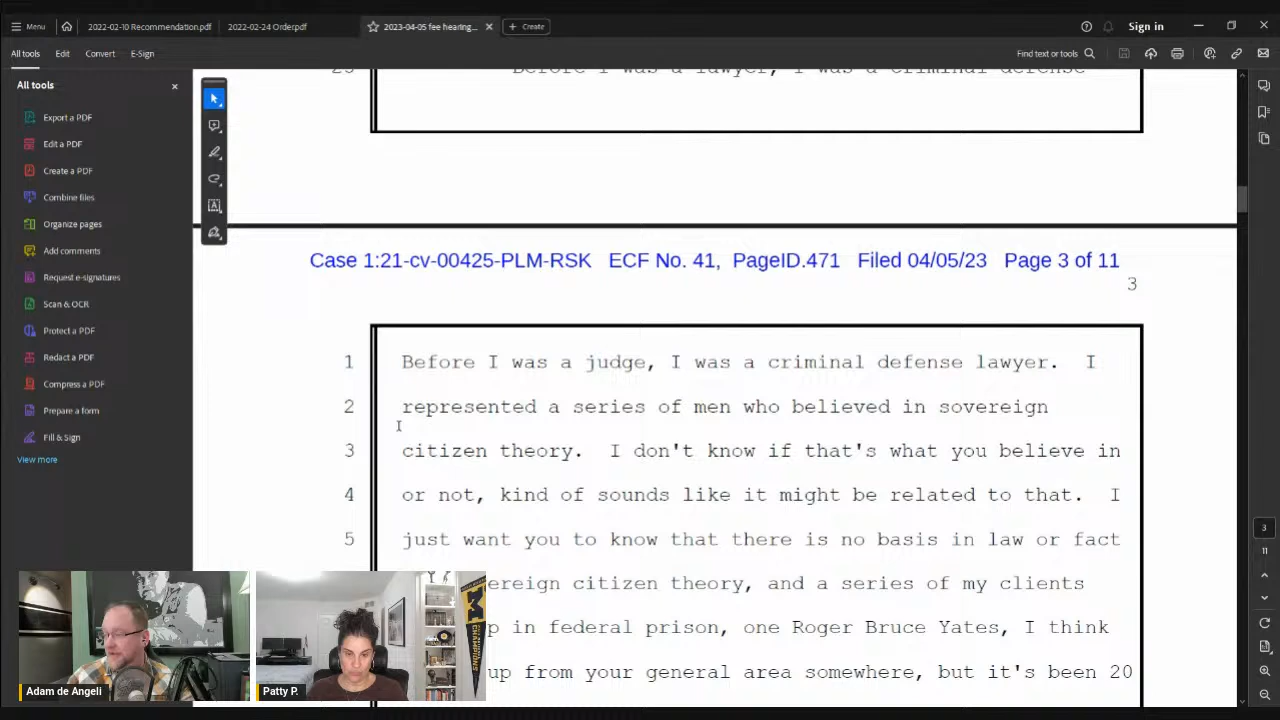 Menu
2022-02-10 Recommendation.pdf
2022-02-24 Order.pdf
2023-04-05 fee hearing...
Create
Sign in
All tools
Edit
Convert
E-Sign
Find text or tools
All tools
Export a PDF
Edit a PDF
Create a PDF
Combine files
Organize pages
Add comments
Request e-signatures
Scan & OCR
Protect a PDF
Redact a PDF
Compress a PDF
Prepare a form
Fill & Sign
View more
Before I was a lawyer, I was a criminal defense
Case 1:21-cv-00425-PLM-RSK ECF No. 41, PageID.471 Filed 04/05/23 Page 3 of 11
3
1 Before I was a judge, I was a criminal defense lawyer. I
2 represented a series of men who believed in sovereign
3 citizen theory. I don't know if that's what you believe in
4 or not, kind of sounds like it might be related to that. I
5 just want you to know that there is no basis in law or fact
ereign citizen theory, and a series of my clients
p in federal prison, one Roger Bruce Yates, I think
up from your general area somewhere, but it's been 20
3
11
Adam de Angeli
Patty P.